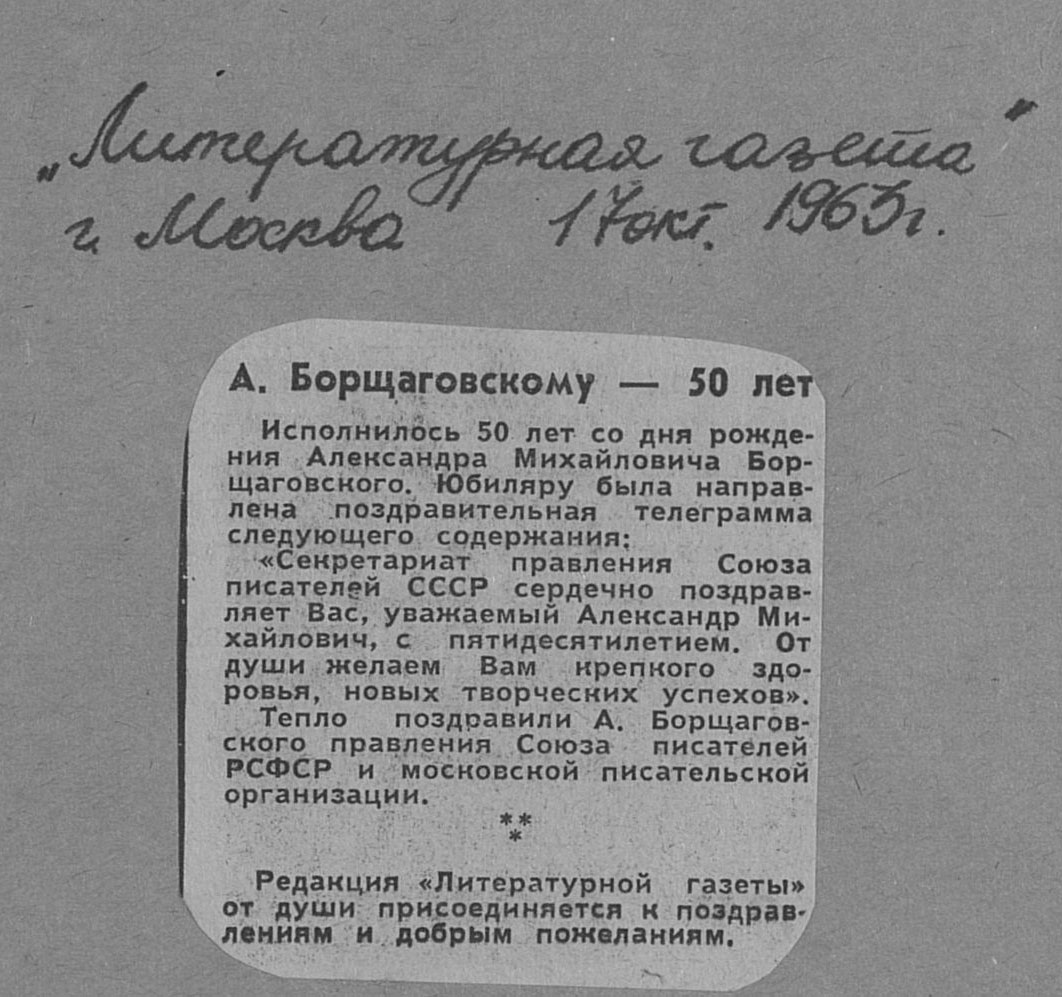 „Литературная газета"
г. Москва 17 окт. 1963г.
А. Борщаговскому — 50 лет
Исполнилось 50 лет со дня рожде-
ния Александра Михайловича Бор-
щаговского. Юбиляру была направ-
лена поздравительная телеграмма
следующего содержания:
«Секретариат правления Союза
писателей СССР сердечно поздрав-
ляет Вас, уважаемый Александр Ми-
хайлович, с пятидесятилетием. От
души желаем Вам крепкого здо-
ровья, новых творческих успехов».
Тепло поздравили А. Борщагов-
ского правления Союза писателей
РСФСР и московской писательской
организации.
**
*
Редакция «Литературной газеты»
от души присоединяется к поздрав-
лениям и добрым пожеланиям.